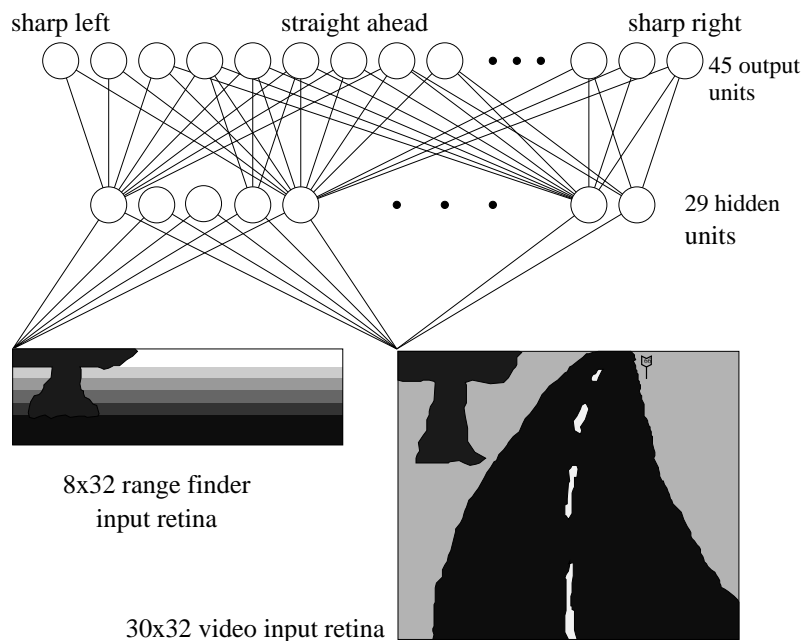 sharp left
straight ahead
sharp right
45 output
units
29 hidden
units
8x32 range finder
input retina
30x32 video input retina